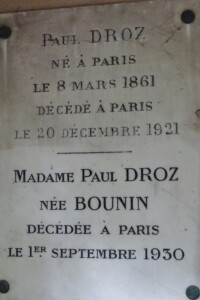 PAUL DROZ
NÉ À PARIS
LE 8 MARS 1861
DÉCÉDÉ À PARIS
LE 20 DÉCEMBRE 1921
MADAME PAUL DROZ
NÉE BOUNIN
DÉCÉDÉE À PARIS
LE 1ER SEPTEMBRE 1930